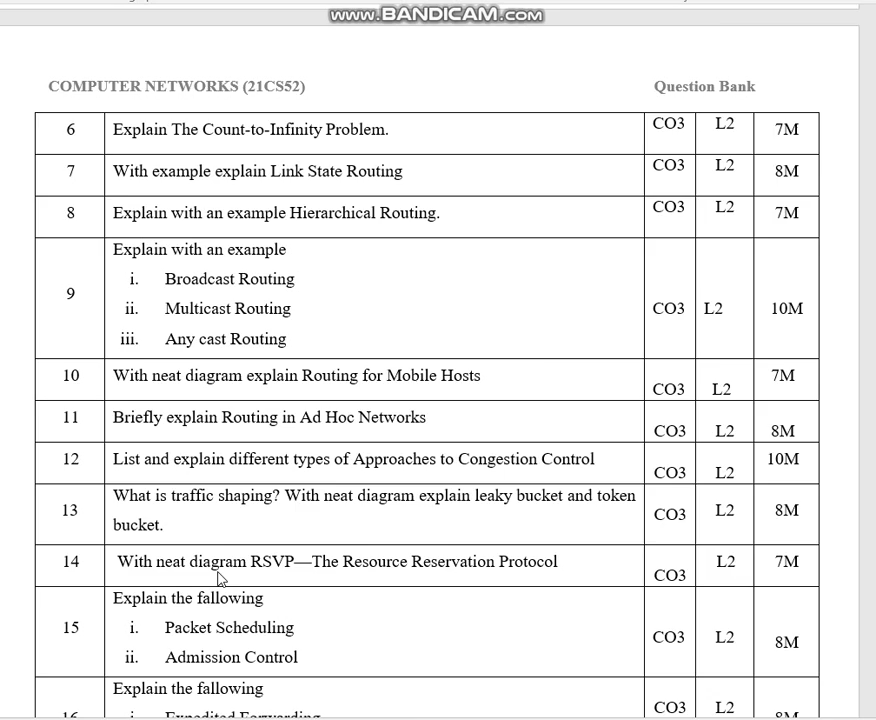 www.BANDICAM.com
COMPUTER NETWORKS (21CS52) Question Bank
6 Explain The Count-to-Infinity Problem. CO3 L2 7M
7 With example explain Link State Routing CO3 L2 8M
8 Explain with an example Hierarchical Routing. CO3 L2 7M
Explain with an example
i. Broadcast Routing
9 ii. Multicast Routing CO3 L2 10M
iii. Any cast Routing
10 With neat diagram explain Routing for Mobile Hosts CO3 L2 7M
11 Briefly explain Routing in Ad Hoc Networks CO3 L2 8M
12 List and explain different types of Approaches to Congestion Control CO3 L2 10M
13 What is traffic shaping? With neat diagram explain leaky bucket and token CO3 L2 8M
bucket.
14 With neat diagram RSVP—The Resource Reservation Protocol CO3 L2 7M
Explain the fallowing
15 i. Packet Scheduling CO3 L2 8M
ii. Admission Control
Explain the fallowing
16 i. Expedited Forwarding CO3 L2 8M